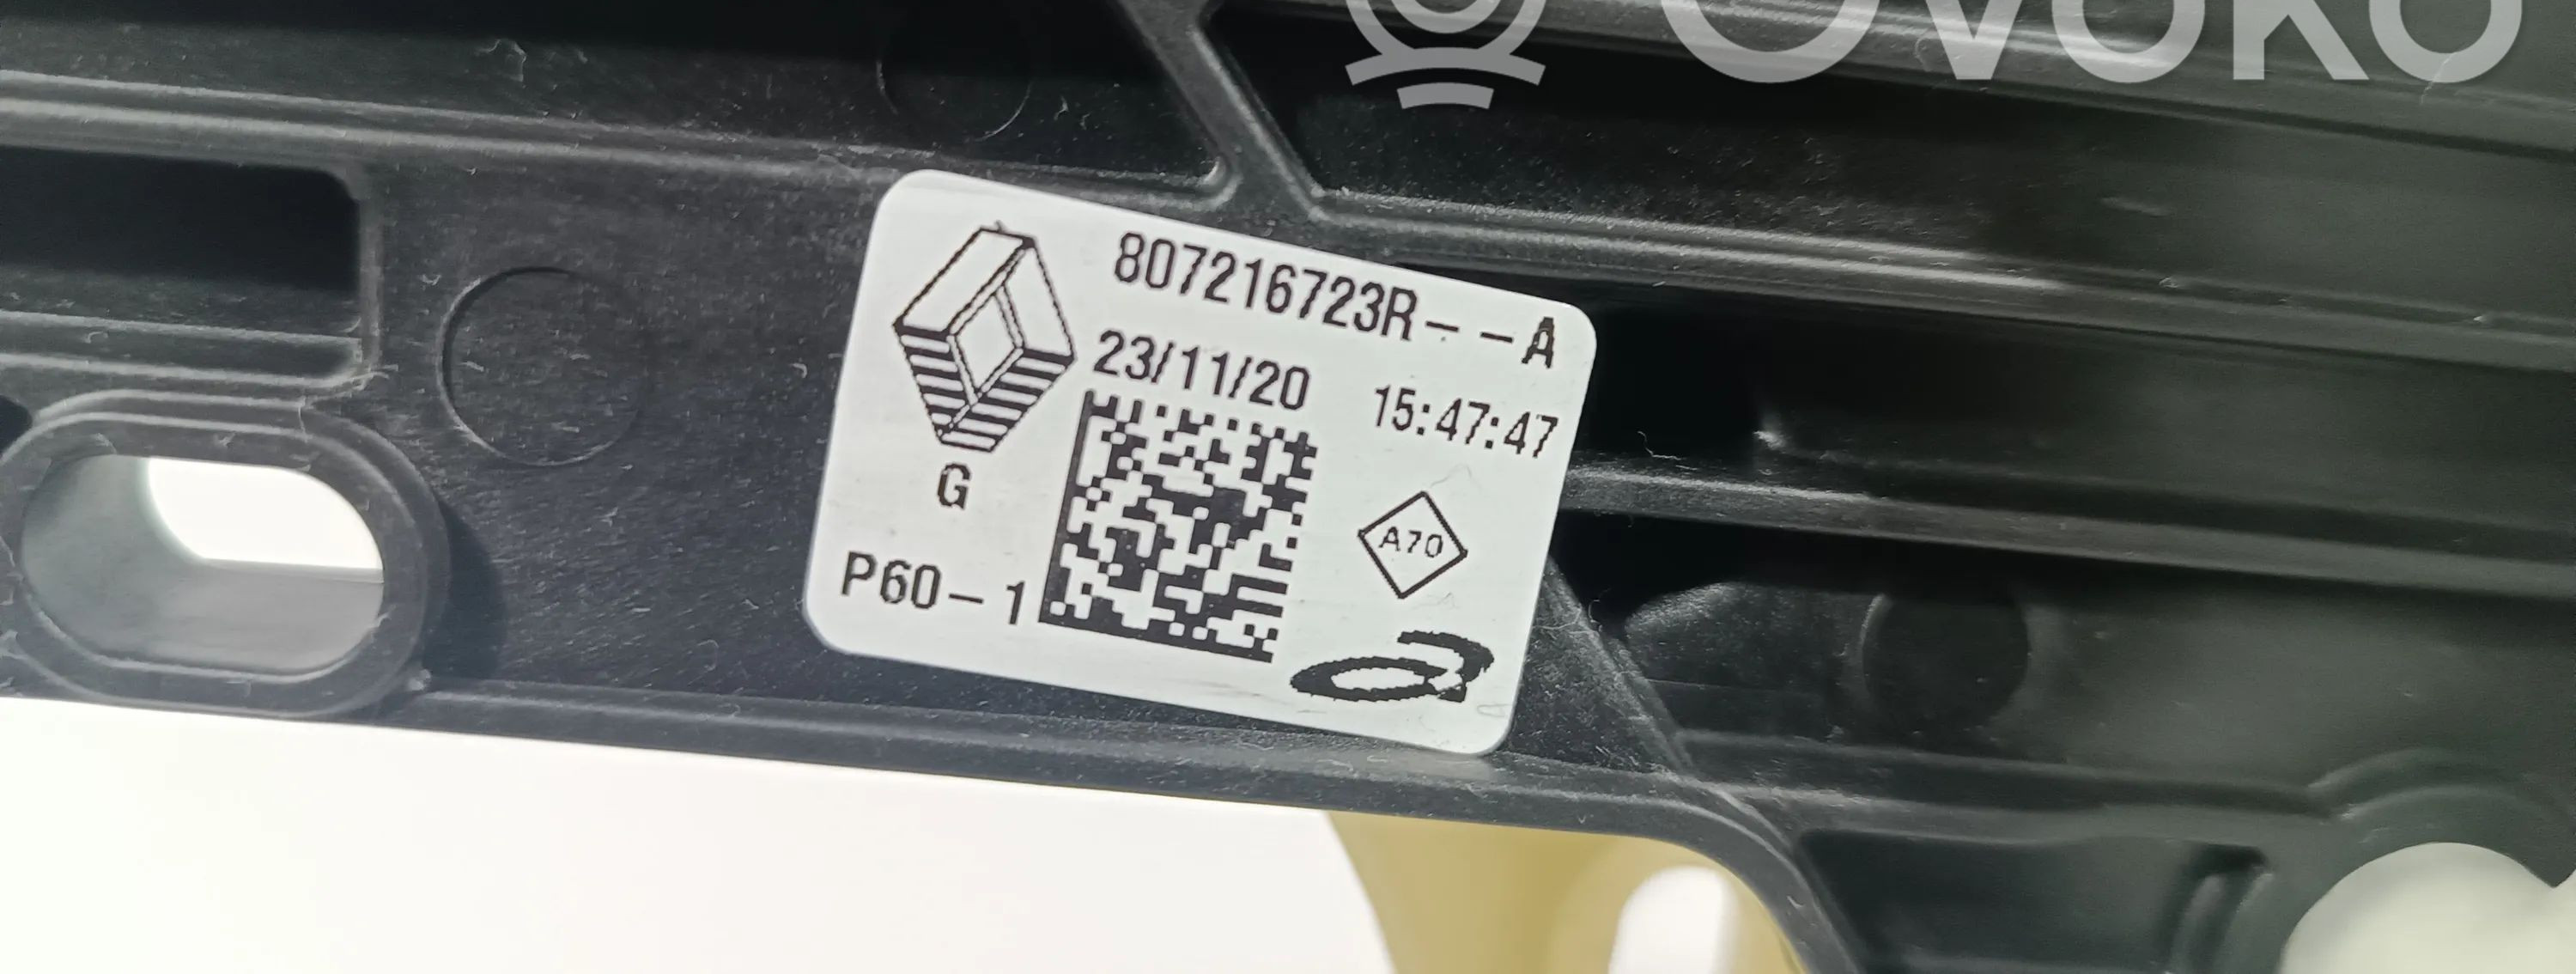 Ovoko
807216723R--A
23/11/20 15:47:47
G
A70
P60-1